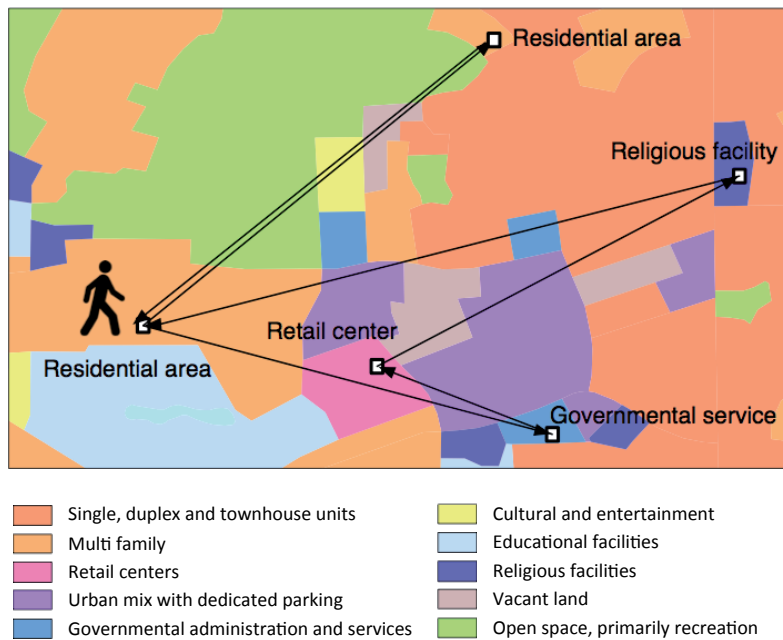 Residential area
Religious facility
Retail center
Residential area
Governmental service
Single, duplex and townhouse units
Multi family
Retail centers
Urban mix with dedicated parking
Governmental administration and services
Cultural and entertainment
Educational facilities
Religious facilities
Vacant land
Open space, primarily recreation